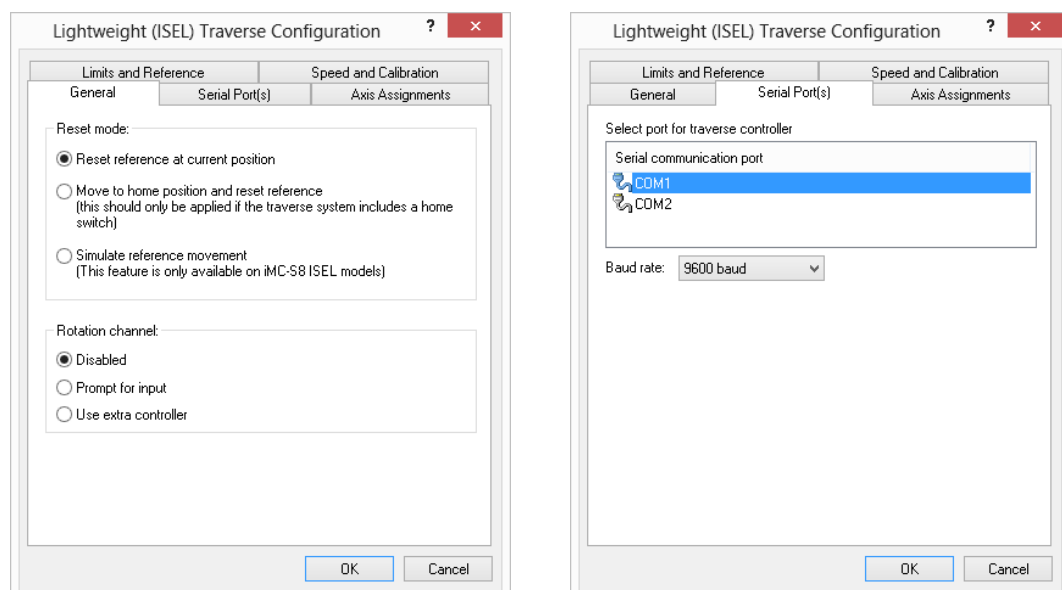 Lightweight (ISEL) Traverse Configuration ? ×
Limits and Reference Speed and Calibration
General Serial Port(s) Axis Assignments
Reset mode:
Reset reference at current position
Move to home position and reset reference
(this should only be applied if the traverse system includes a home
switch)
Simulate reference movement
(This feature is only available on iMC-S8 ISEL models)
Rotation channel:
Disabled
Prompt for input
Use extra controller
OK Cancel
Lightweight (ISEL) Traverse Configuration ? ×
Limits and Reference Speed and Calibration
General Serial Port(s) Axis Assignments
Select port for traverse controller
Serial communication port
COM1
COM2
Baud rate: 9600 baud
OK Cancel